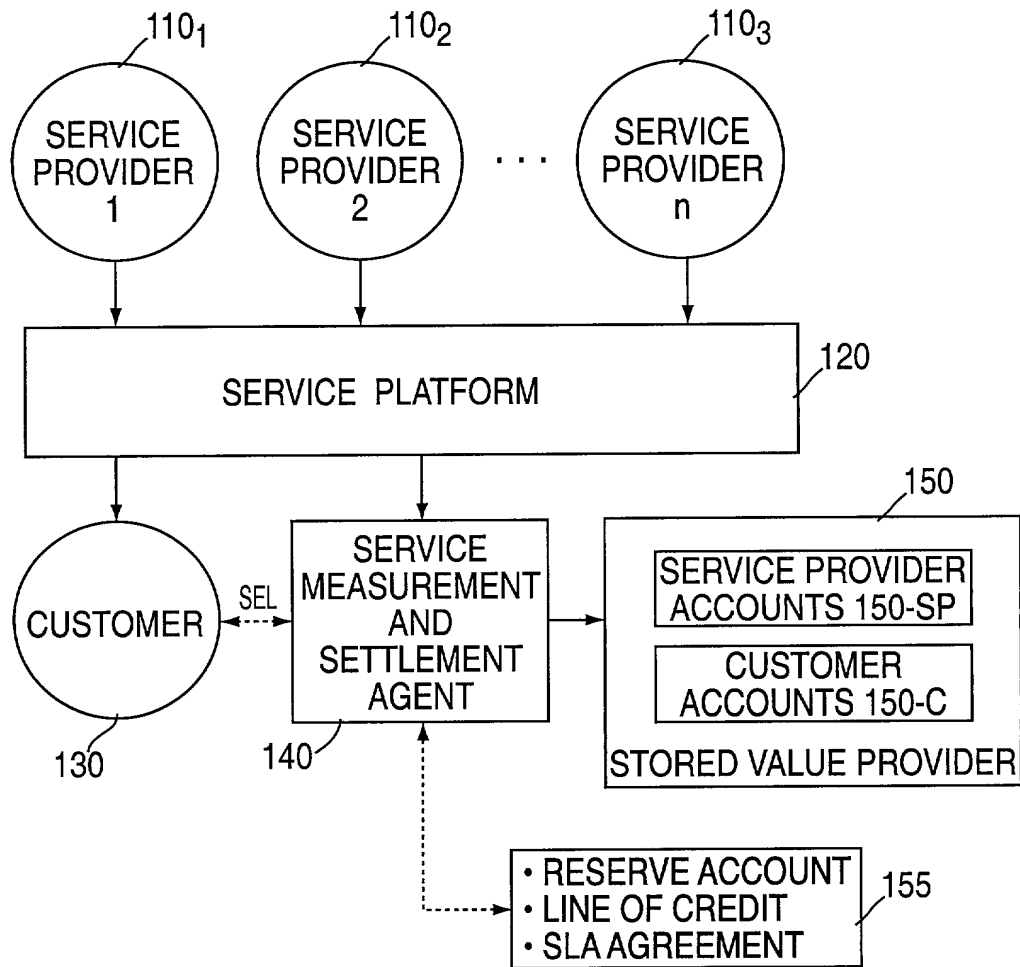 110₁
110₂
110₃
SERVICE
PROVIDER
1
SERVICE
PROVIDER
2
. . .
SERVICE
PROVIDER
n
120
SERVICE PLATFORM
150
SERVICE
MEASUREMENT
AND
SETTLEMENT
AGENT
SERVICE PROVIDER
ACCOUNTS 150-SP
SEL
CUSTOMER
CUSTOMER
ACCOUNTS 150-C
STORED VALUE PROVIDER
130
140
• RESERVE ACCOUNT
• LINE OF CREDIT
• SLA AGREEMENT
155